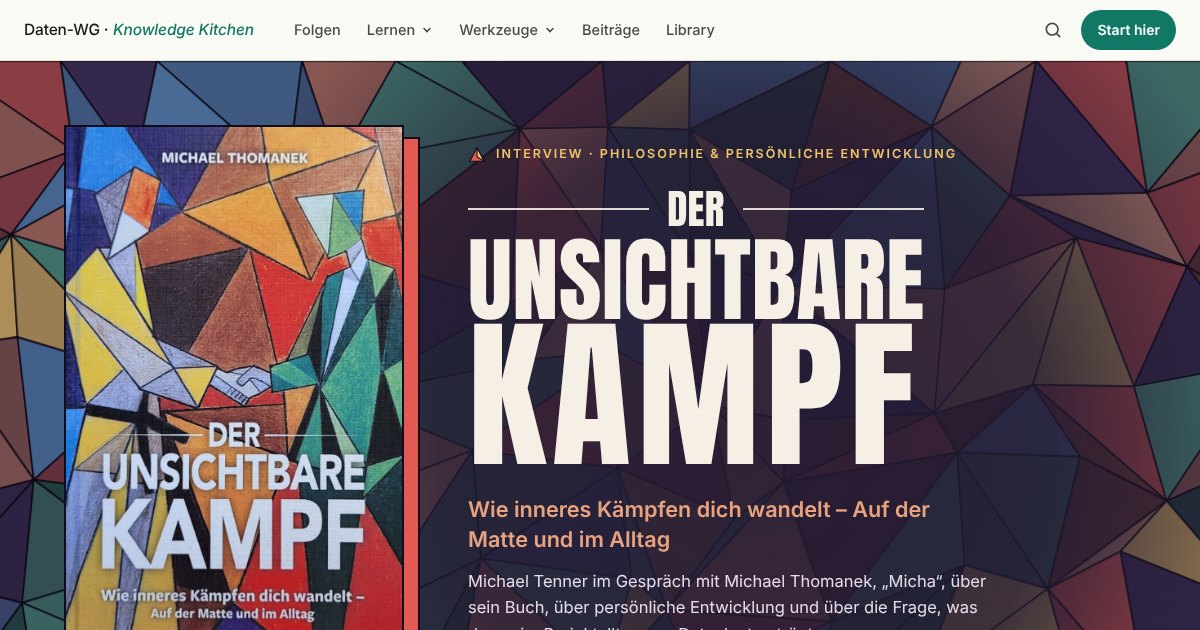 Daten-WG · Knowledge Kitchen Folgen Lernen Werkzeuge Beiträge Library Start hier
MICHAEL THOMANEK
DER
UNSICHTBARE
KAMPF
Wie inneres Kämpfen dich wandelt –
Auf der Matte und im Alltag
INTERVIEW · PHILOSOPHIE & PERSÖNLICHE ENTWICKLUNG
DER
UNSICHTBARE
KAMPF
Wie inneres Kämpfen dich wandelt – Auf der
Matte und im Alltag
Michael Tenner im Gespräch mit Michael Thomanek, „Micha“, über
sein Buch, über persönliche Entwicklung und über die Frage, was